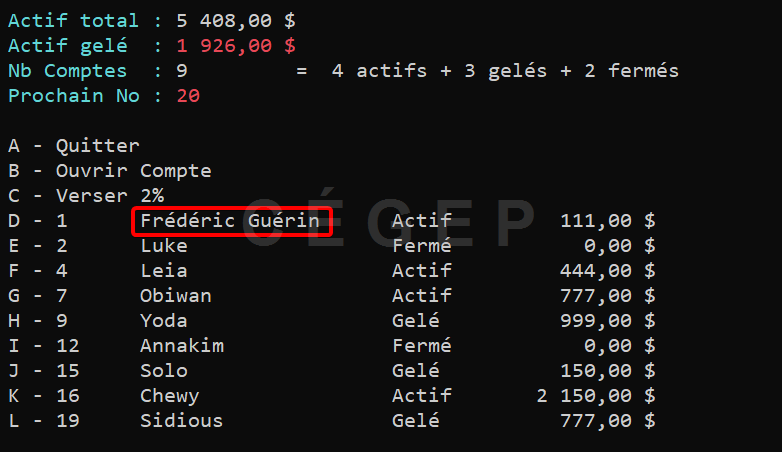 Actif total : 5 408,00 $
Actif gelé  : 1 926,00 $
Nb Comptes  : 9         =  4 actifs + 3 gelés + 2 fermés
Prochain No : 20
A - Quitter
B - Ouvrir Compte
C - Verser 2%
CÉGEP
D - 1      Frédéric Guérin      Actif         111,00 $
E - 2      Luke                 Fermé           0,00 $
F - 4      Leia                 Actif         444,00 $
G - 7      Obiwan               Actif         777,00 $
H - 9      Yoda                 Gelé          999,00 $
I - 12     Annakim              Fermé           0,00 $
J - 15     Solo                 Gelé          150,00 $
K - 16     Chewy                Actif       2 150,00 $
L - 19     Sidious              Gelé          777,00 $